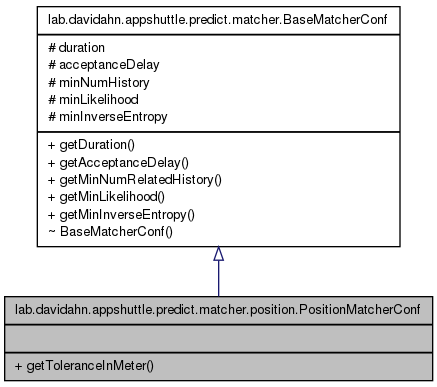 lab.davidahn.appshuttle.predict.matcher.BaseMatcherConf
# duration
# acceptanceDelay
# minNumHistory
# minLikelihood
# minInverseEntropy
+ getDuration()
+ getAcceptanceDelay()
+ getMinNumRelatedHistory()
+ getMinLikelihood()
+ getMinInverseEntropy()
~ BaseMatcherConf()
lab.davidahn.appshuttle.predict.matcher.position.PositionMatcherConf
+ getToleranceInMeter()